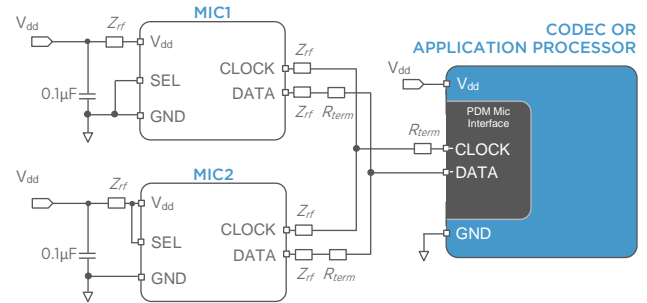 MIC1
Vdd
Zrf
Vdd
SEL
GND
0.1µF
CLOCK
DATA
Zrf
Zrf Rterm
CODEC OR
APPLICATION PROCESSOR
Vdd
Vdd
PDM Mic
Interface
Rterm
CLOCK
DATA
GND
MIC2
Vdd
Zrf
Vdd
SEL
GND
0.1µF
CLOCK
DATA
Zrf
Zrf Rterm